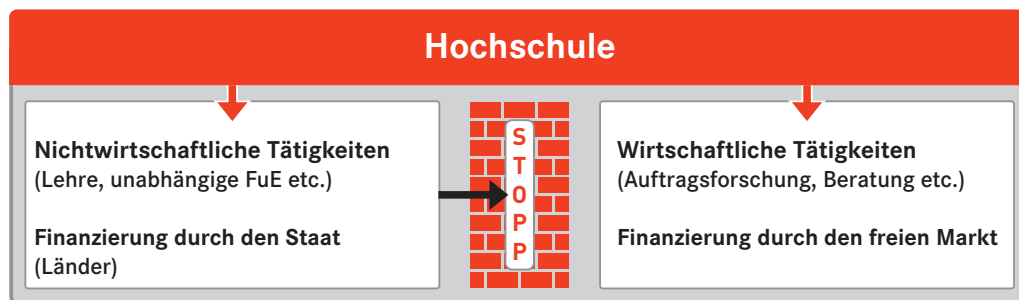 Hochschule
Nichtwirtschaftliche Tätigkeiten
(Lehre, unabhängige FuE etc.)
Finanzierung durch den Staat
(Länder)
STOPP
Wirtschaftliche Tätigkeiten
(Auftragsforschung, Beratung etc.)
Finanzierung durch den freien Markt